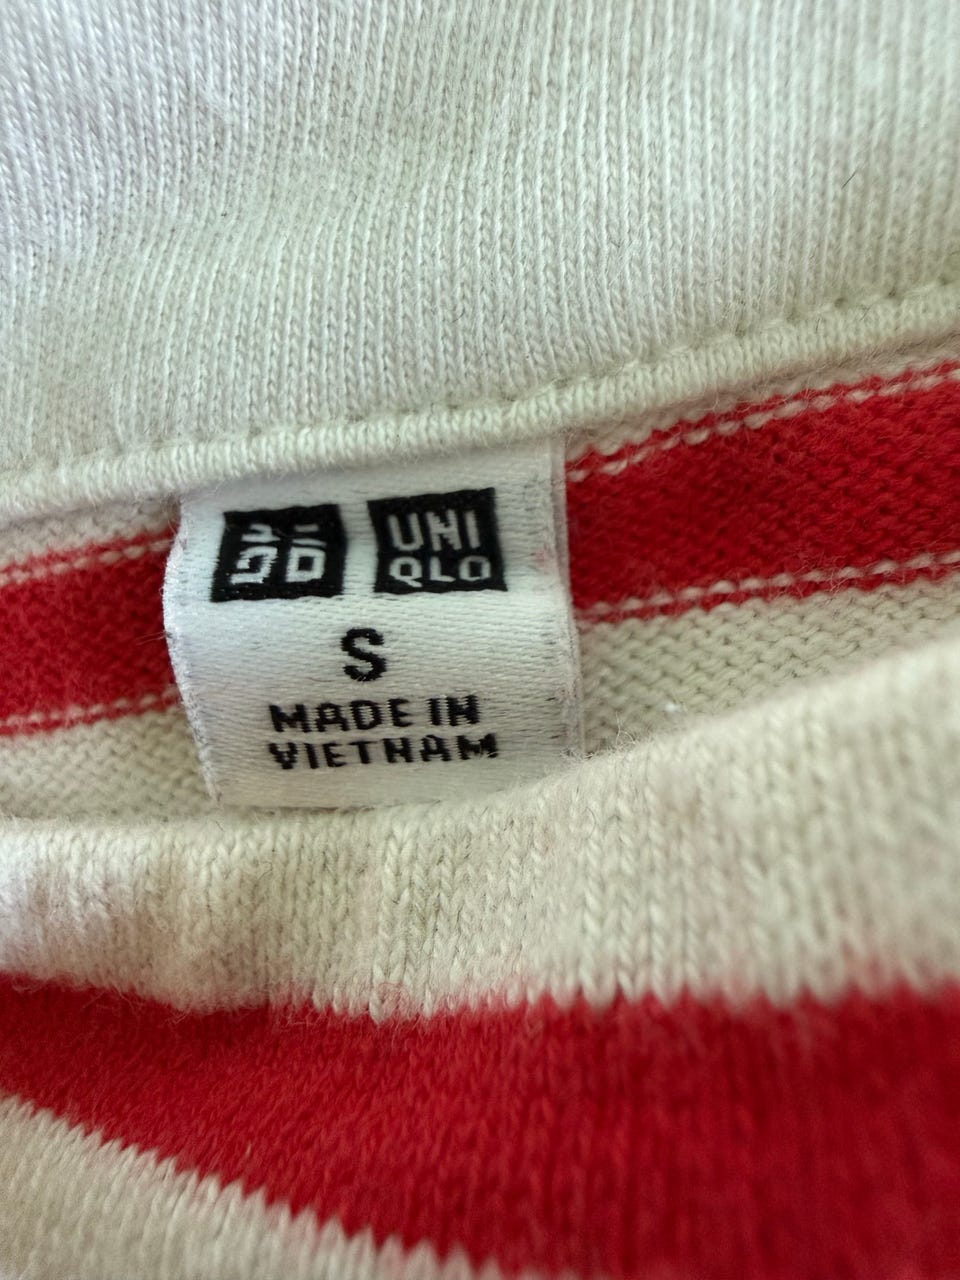 ユニ UNI
クロ QLO
S
MADE IN
VIETNAM